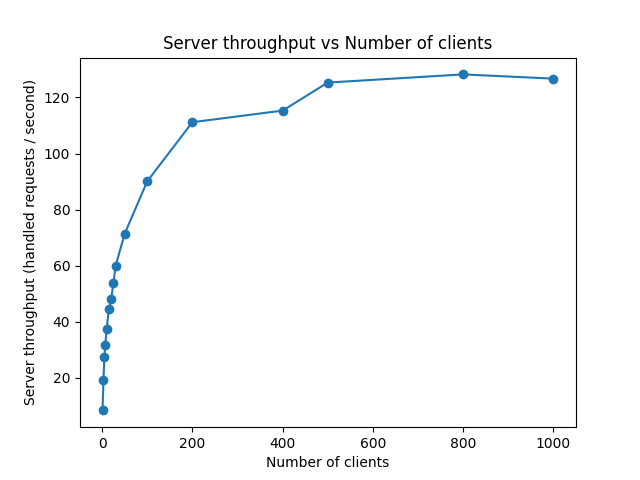 Server throughput vs Number of clients
Server throughput (handled requests / second)
120
100
80
60
40
20
0 200 400 600 800 1000
Number of clients